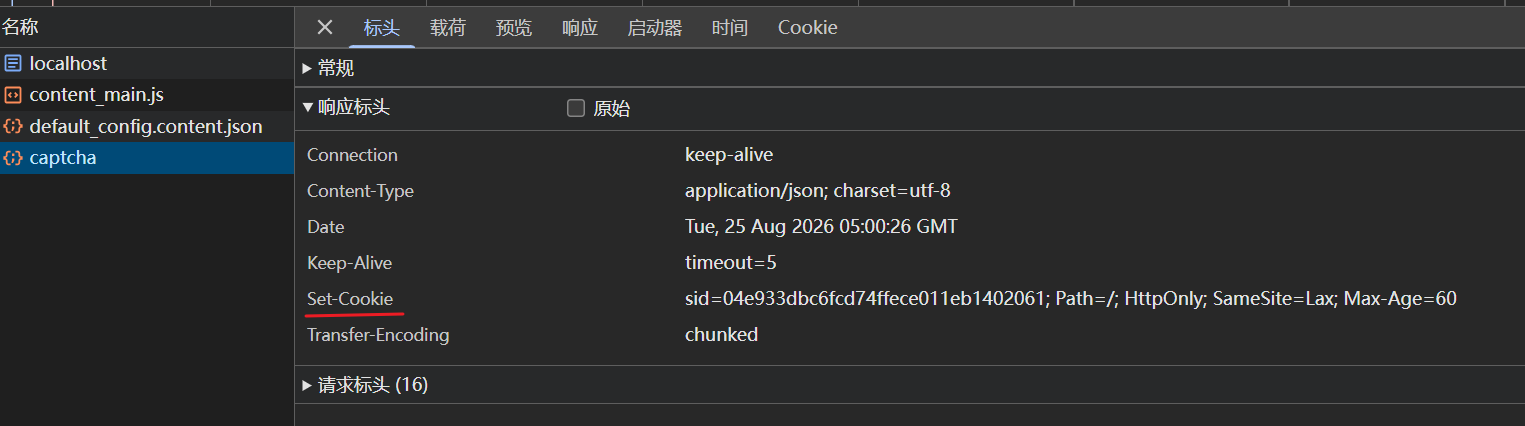 名称
localhost
content_main.js
default_config.content.json
captcha
标头 载荷 预览 响应 启动器 时间 Cookie
常规
响应标头 原始
Connection keep-alive
Content-Type application/json; charset=utf-8
Date Tue, 25 Aug 2026 05:00:26 GMT
Keep-Alive timeout=5
Set-Cookie sid=04e933dbc6fcd74ffece011eb1402061; Path=/; HttpOnly; SameSite=Lax; Max-Age=60
Transfer-Encoding chunked
请求标头 (16)